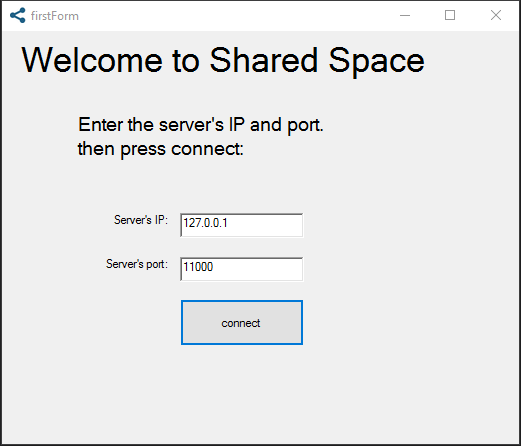 firstForm
Welcome to Shared Space
Enter the server's IP and port.
then press connect:
Server's IP: 127.0.0.1
Server's port: 11000
connect